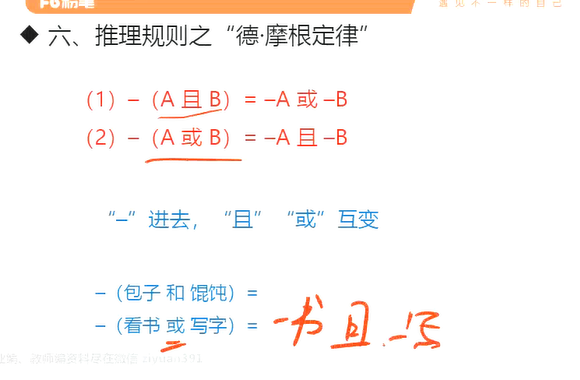 粉笔
遇见不一样的自己
◆ 六、推理规则之“德·摩根定律”
（1）–（A 且 B）= –A 或 –B
（2）–（A 或 B）= –A 且 –B
“–”进去，“且”“或”互变
–（包子 和 馄饨）=
–（看书 或 写字）= –书 且 –写